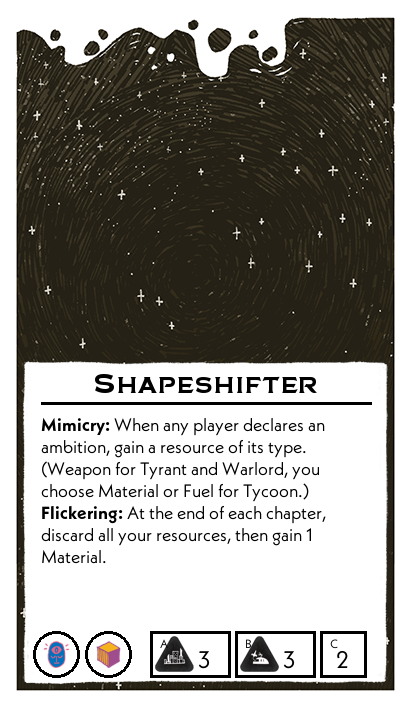 SHAPESHIFTER
Mimicry: When any player declares an
ambition, gain a resource of its type.
(Weapon for Tyrant and Warlord, you
choose Material or Fuel for Tycoon.)
Flickering: At the end of each chapter,
discard all your resources, then gain 1
Material.
A 3 B 3 C 2